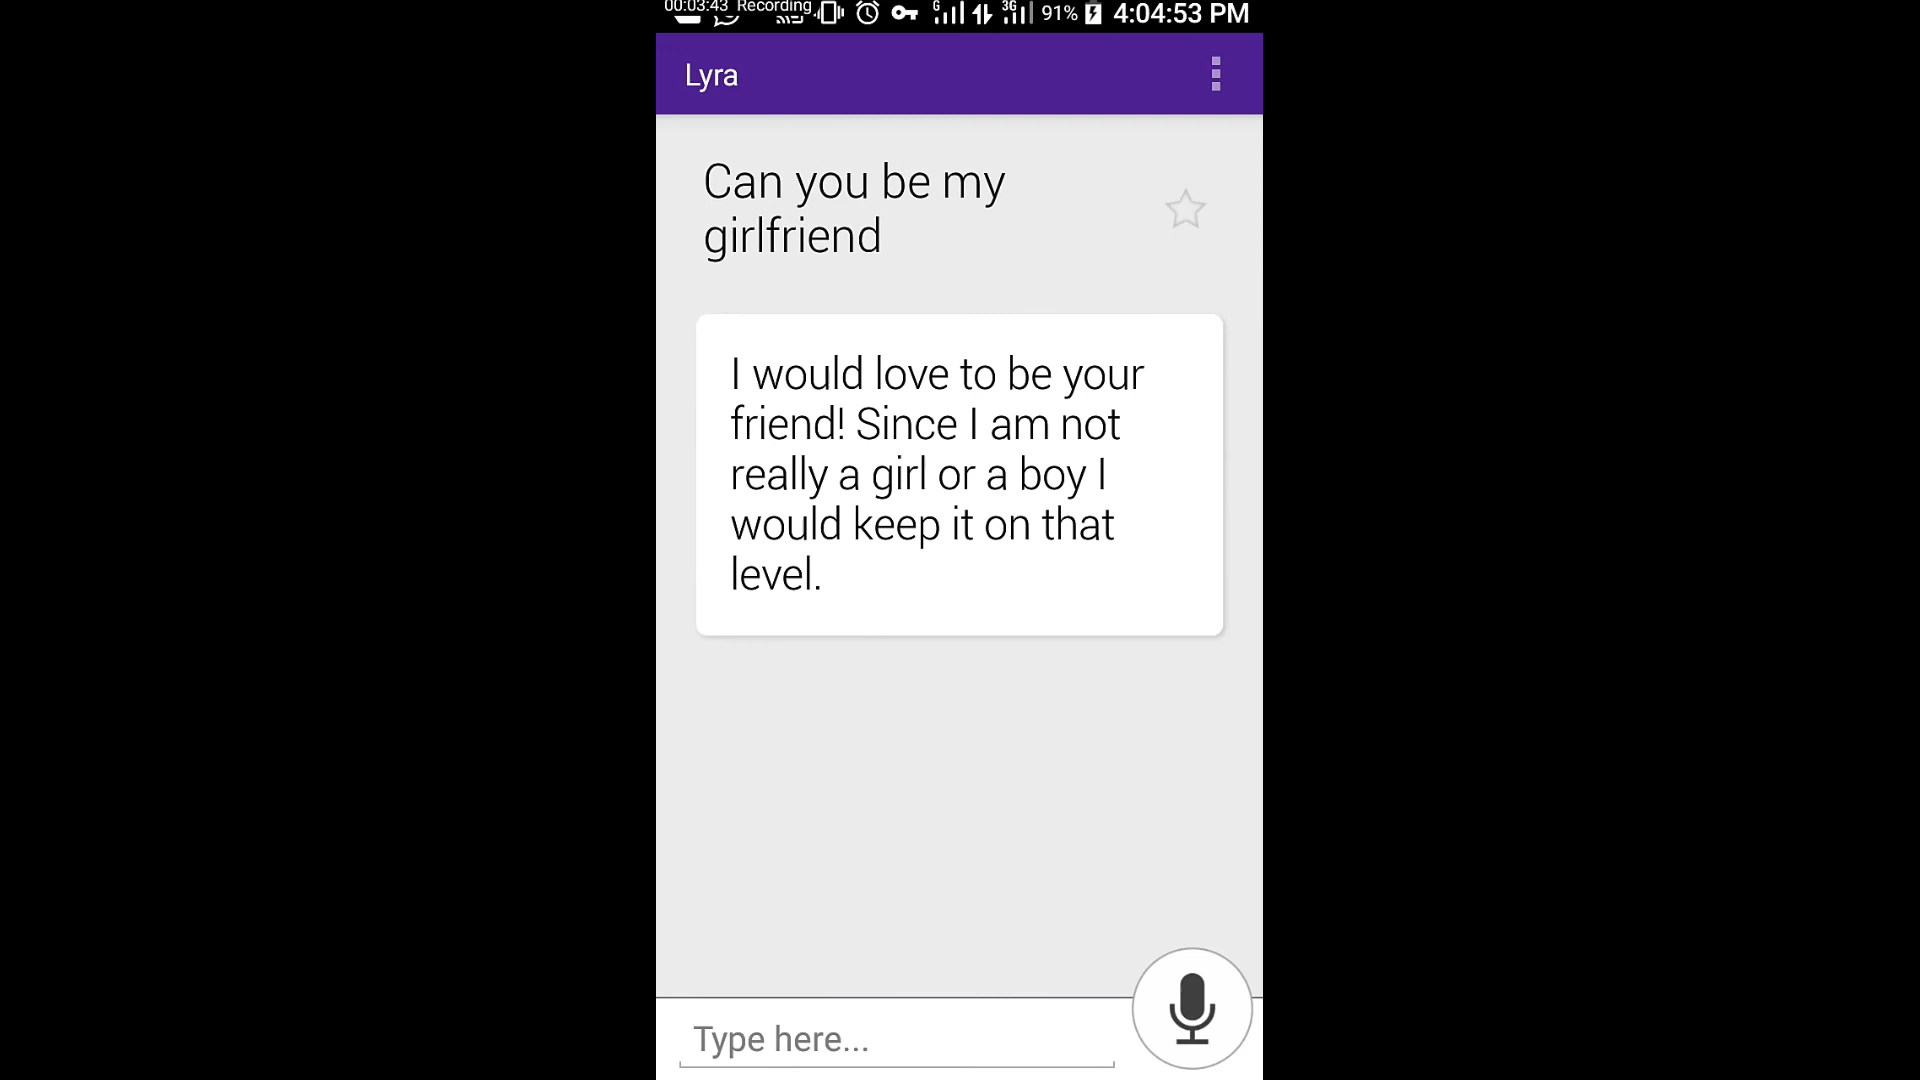 00:03:43 Recording
G 3G 91% 4:04:53 PM
Lyra
Can you be my
girlfriend
I would love to be your
friend! Since I am not
really a girl or a boy I
would keep it on that
level.
Type here...